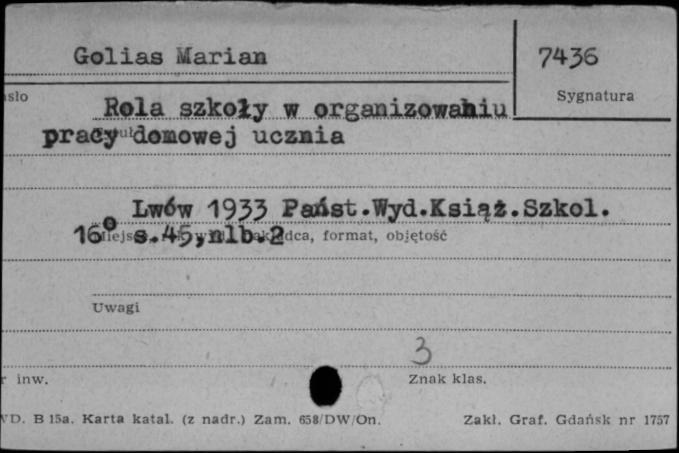 Golias Marian 7436
Sygnatura
Rola szkoły w organizowaniu
pracy domowej ucznia
Lwów 1933 Państ.Wyd.Książ.Szkol.
16° s.45,nlb.2
dca, format, objętość
Uwagi
3
inw. Znak klas.
B 15a. Karta katal. (z nadr.) Zam. 658/DW/On. Zakł. Graf. Gdańsk nr 1757